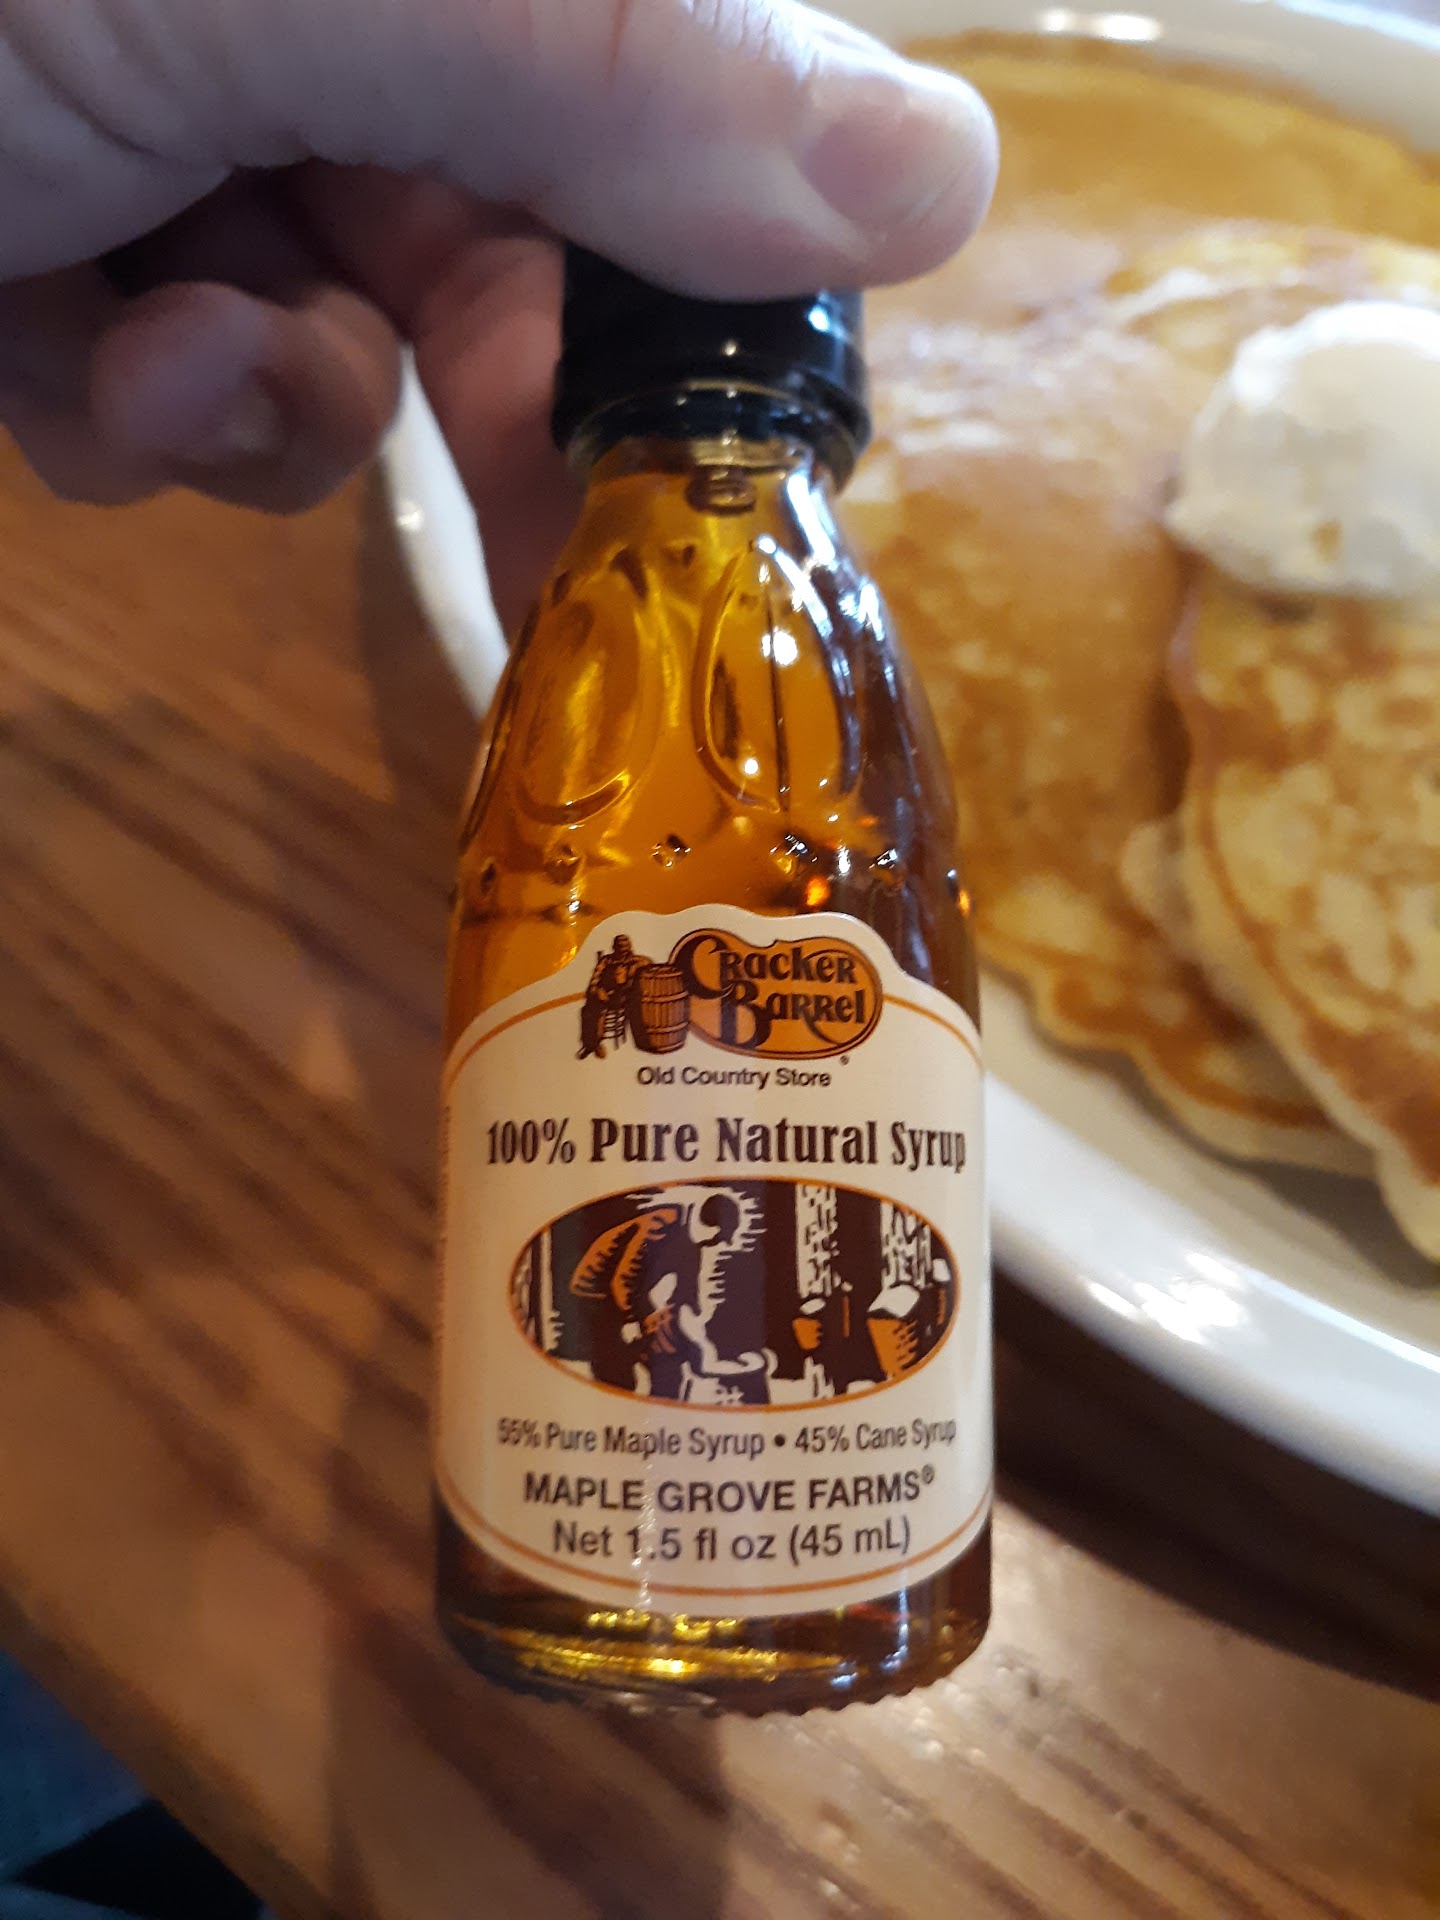 Cracker
Barrel
Old Country Store
100% Pure Natural Syrup
55% Pure Maple Syrup • 45% Cane Syrup
MAPLE GROVE FARMS®
Net 1.5 fl oz (45 mL)